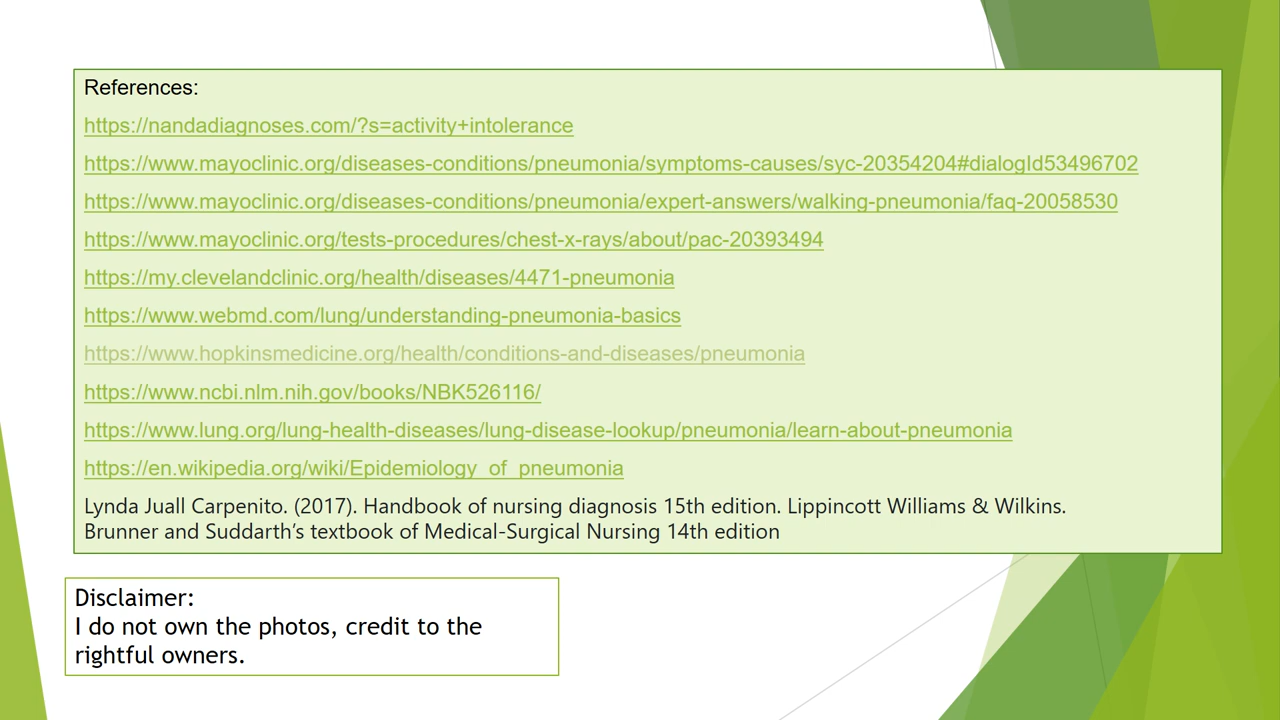 References:
https://nandadiagnoses.com/?s=activity+intolerance
https://www.mayoclinic.org/diseases-conditions/pneumonia/symptoms-causes/syc-20354204#dialogId53496702
https://www.mayoclinic.org/diseases-conditions/pneumonia/expert-answers/walking-pneumonia/faq-20058530
https://www.mayoclinic.org/tests-procedures/chest-x-rays/about/pac-20393494
https://my.clevelandclinic.org/health/diseases/4471-pneumonia
https://www.webmd.com/lung/understanding-pneumonia-basics
https://www.hopkinsmedicine.org/health/conditions-and-diseases/pneumonia
https://www.ncbi.nlm.nih.gov/books/NBK526116/
https://www.lung.org/lung-health-diseases/lung-disease-lookup/pneumonia/learn-about-pneumonia
https://en.wikipedia.org/wiki/Epidemiology_of_pneumonia
Lynda Juall Carpenito. (2017). Handbook of nursing diagnosis 15th edition. Lippincott Williams & Wilkins.
Brunner and Suddarth’s textbook of Medical-Surgical Nursing 14th edition
Disclaimer:
I do not own the photos, credit to the
rightful owners.